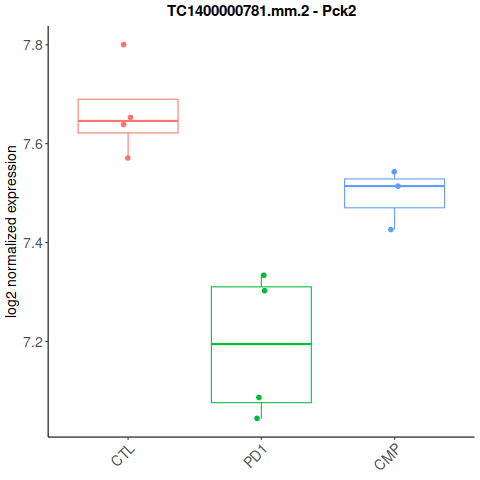 TC1400000781.mm.2 - Pck2
log2 normalized expression
7.8
7.6
7.4
7.2
CTL
PD1
CMP